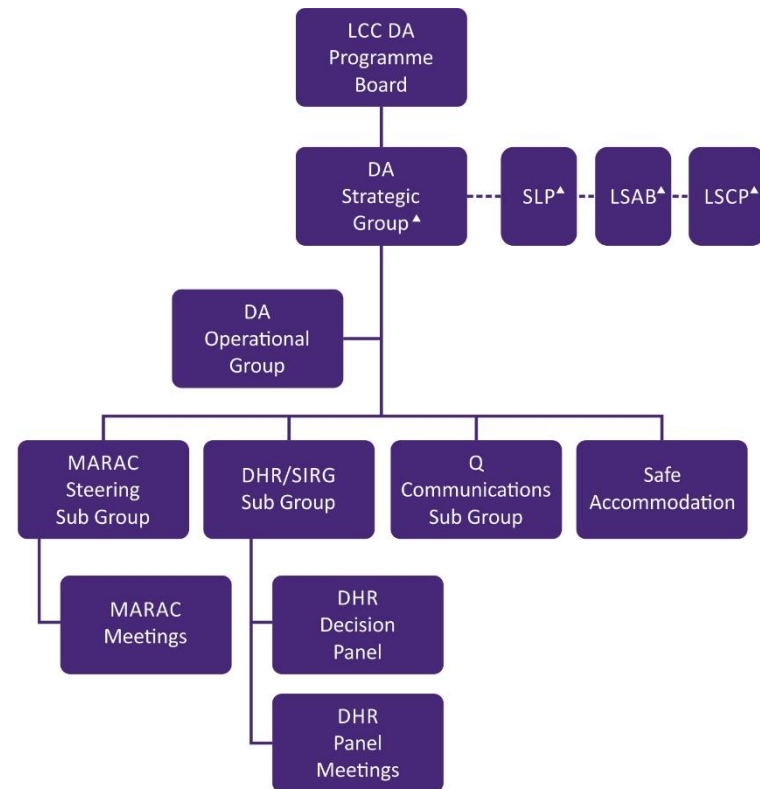 LCC DA
Programme
Board
DA
Strategic
Group▲
SLP▲
LSAB▲
LSCP▲
DA
Operational
Group
MARAC
Steering
Sub Group
DHR/SIRG
Sub Group
Q
Communications
Sub Group
Safe
Accommodation
MARAC
Meetings
DHR
Decision
Panel
DHR
Panel
Meetings